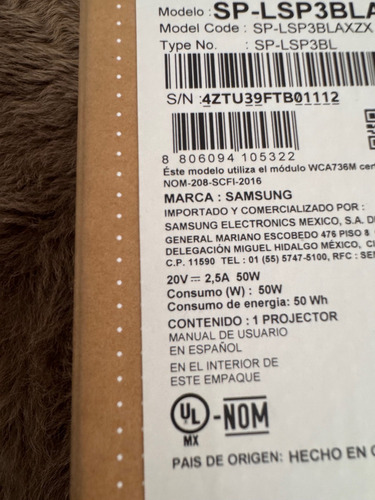 Modelo : SP-LSP3BLA
Model Code : SP-LSP3BLAXZX
Type No. : SP-LSP3BL
S/N : 4ZTU39FTB01112
8 806094 105322
Éste modelo utiliza el módulo WCA736M cer
NOM-208-SCFI-2016
MARCA : SAMSUNG
IMPORTADO Y COMERCIALIZADO POR :
SAMSUNG ELECTRONICS MEXICO, S.A. D
GENERAL MARIANO ESCOBEDO 476 PISO 8
DELEGACIÓN MIGUEL HIDALGO MÉXICO, C
C.P. 11590 TEL : 01 (55) 5747-5100, RFC : SE
20V 2,5A 50W
Consumo (W) : 50W
Consumo de energia: 50 Wh
CONTENIDO : 1 PROJECTOR
MANUAL DE USUARIO
EN ESPAÑOL
EN EL INTERIOR DE
ESTE EMPAQUE
UL -NOM
MX
PAIS DE ORIGEN: HECHO EN